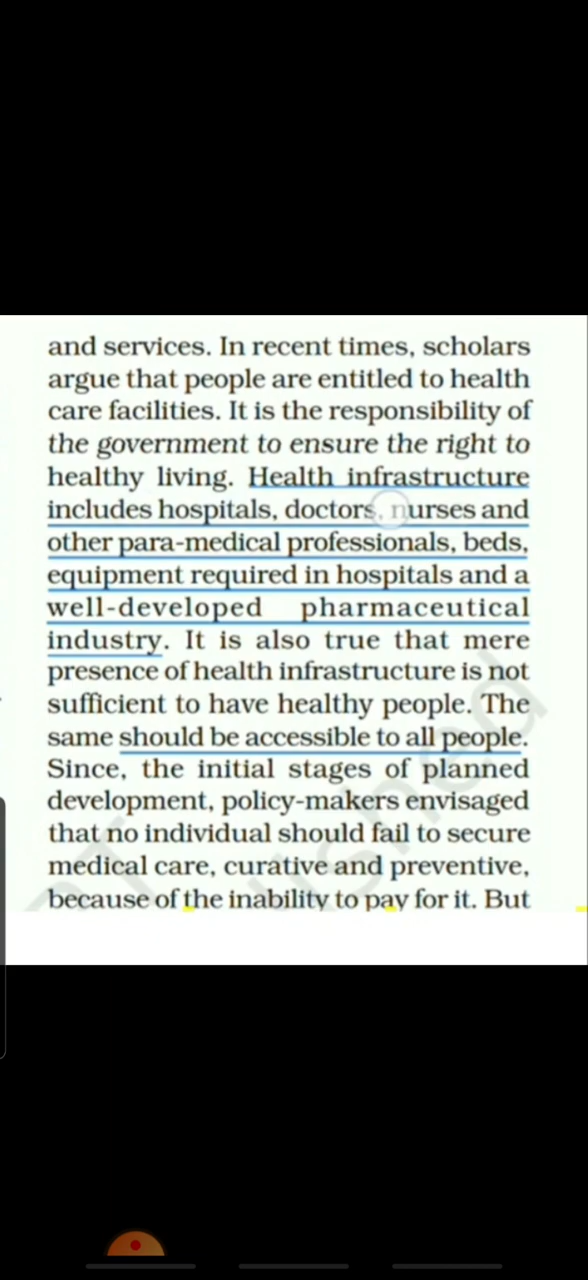 and services. In recent times, scholars
argue that people are entitled to health
care facilities. It is the responsibility of
the government to ensure the right to
healthy living. Health infrastructure
includes hospitals, doctors, nurses and
other para-medical professionals, beds,
equipment required in hospitals and a
well-developed pharmaceutical
industry. It is also true that mere
presence of health infrastructure is not
sufficient to have healthy people. The
same should be accessible to all people.
Since, the initial stages of planned
development, policy-makers envisaged
that no individual should fail to secure
medical care, curative and preventive,
because of the inability to pay for it. But